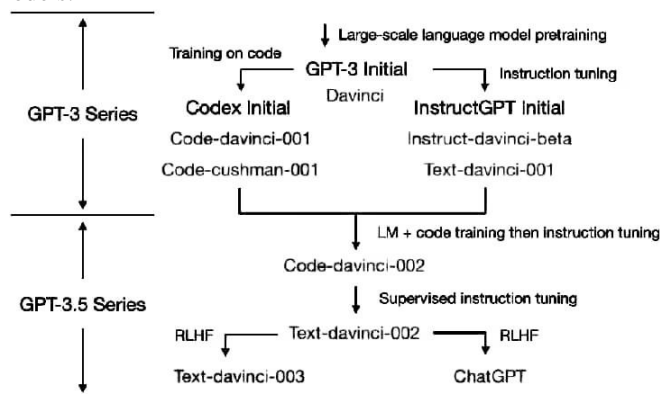 Large-scale language model pretraining
Training on code
GPT-3 Initial
Instruction tuning
Davinci
Codex Initial
InstructGPT Initial
GPT-3 Series
Code-davinci-001
Instruct-davinci-beta
Code-cushman-001
Text-davinci-001
LM + code training then instruction tuning
Code-davinci-002
GPT-3.5 Series
Supervised instruction tuning
RLHF
Text-davinci-002
RLHF
Text-davinci-003
ChatGPT